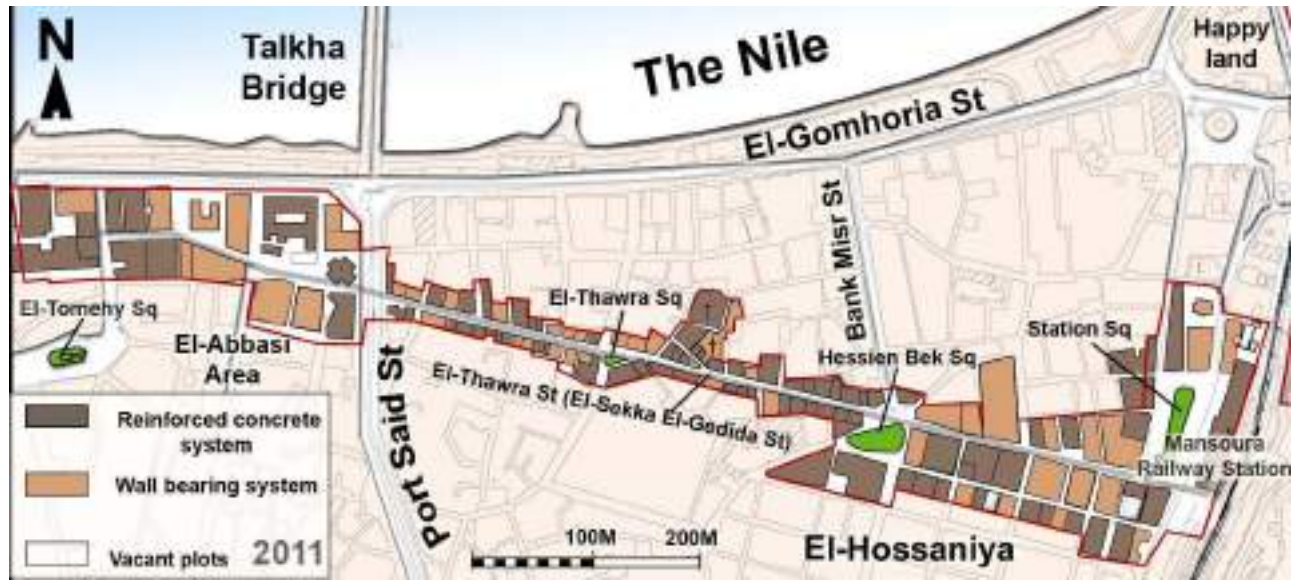 N
Talkha
Bridge
The Nile
Happy
land
El-Gomhoria St
Bank Misr St
El-Thawra Sq
El-Tomehy Sq
Station Sq
El-Abbasi
Area
Hessien Bek Sq
Port Said St
El-Thawra St (El-Sekka El-Gedida St)
Mansoura
Railway Station
El-Hossaniya
Reinforced concrete
system
Wall bearing system
Vacant plots 2011
100M 200M